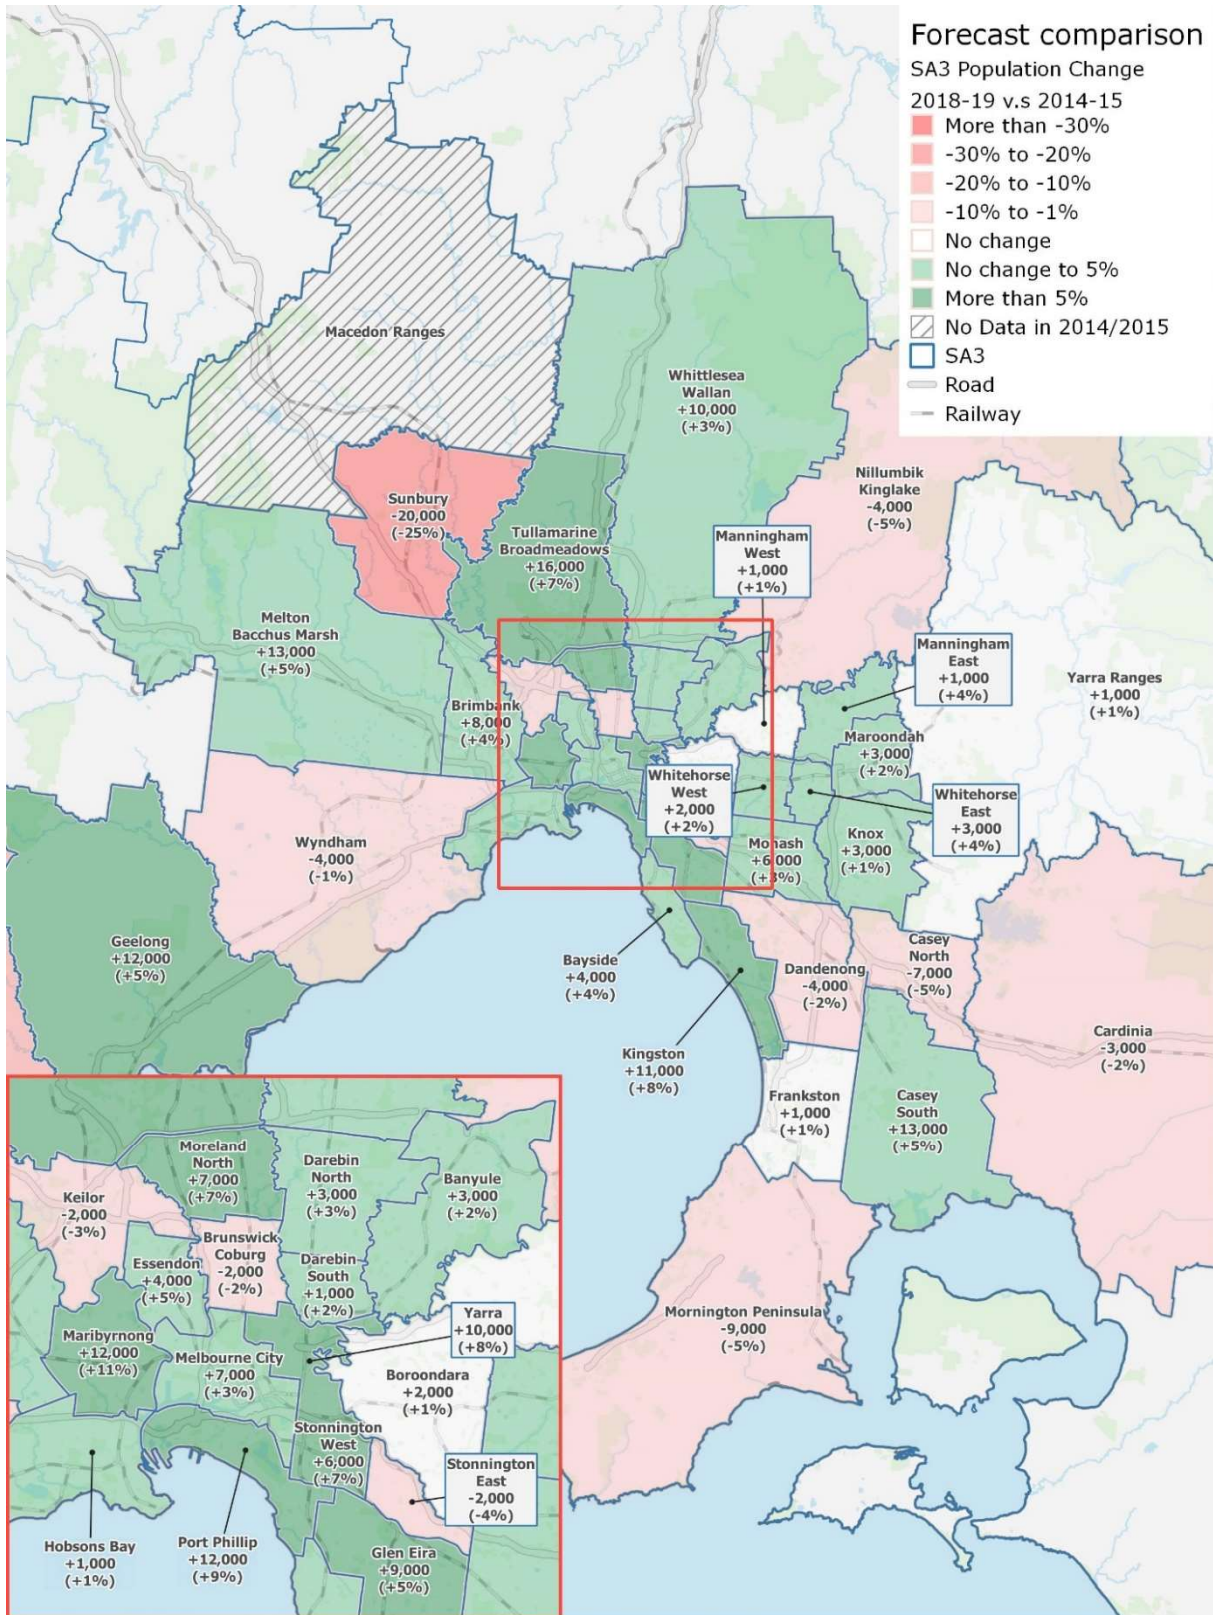 Forecast comparison
SA3 Population Change
2018-19 v.s 2014-15
More than -30%
-30% to -20%
-20% to -10%
-10% to -1%
No change
No change to 5%
More than 5%
No Data in 2014/2015
SA3
Road
Railway
Macedon Ranges
Whittlesea
Wallan
+10,000
(+3%)
Nillumbik
Kinglake
-4,000
(-5%)
Sunbury
-20,000
(-25%)
Tullamarine
Broadmeadows
+16,000
(+7%)
Manningham
West
+1,000
(+1%)
Melton
Bacchus Marsh
+13,000
(+5%)
Manningham
East
+1,000
(+4%)
Yarra Ranges
+1,000
(+1%)
Brimbank
+8,000
(+4%)
Maroondah
+3,000
(+2%)
Whitehorse
West
+2,000
(+2%)
Whitehorse
East
+3,000
(+4%)
Wyndham
-4,000
(-1%)
Monash
+6,000
(+3%)
Knox
+3,000
(+1%)
Geelong
+12,000
(+5%)
Bayside
+4,000
(+4%)
Dandenong
-4,000
(-2%)
Casey
North
-7,000
(-5%)
Cardinia
-3,000
(-2%)
Kingston
+11,000
(+8%)
Frankston
+1,000
(+1%)
Casey
South
+13,000
(+5%)
Mornington Peninsula
-9,000
(-5%)
Moreland
North
+7,000
(+7%)
Darebin
North
+3,000
(+3%)
Banyule
+3,000
(+2%)
Keilor
-2,000
(-3%)
Essendon
+4,000
(+5%)
Brunswick
Coburg
-2,000
(-2%)
Darebin
South
+1,000
(+2%)
Maribyrnong
+12,000
(+11%)
Melbourne City
+7,000
(+3%)
Yarra
+10,000
(+8%)
Boroondara
+2,000
(+1%)
Stonnington
West
+6,000
(+7%)
Stonnington
East
-2,000
(-4%)
Hobsons Bay
+1,000
(+1%)
Port Phillip
+12,000
(+9%)
Glen Eira
+9,000
(+5%)